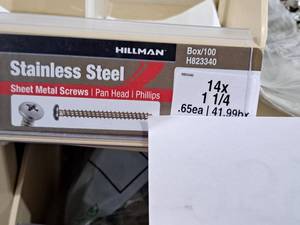 HILLMAN
Box/100
H823340
Stainless Steel
Sheet Metal Screws | Pan Head | Phillips
14x
1 1/4
.65ea | 41.99bx